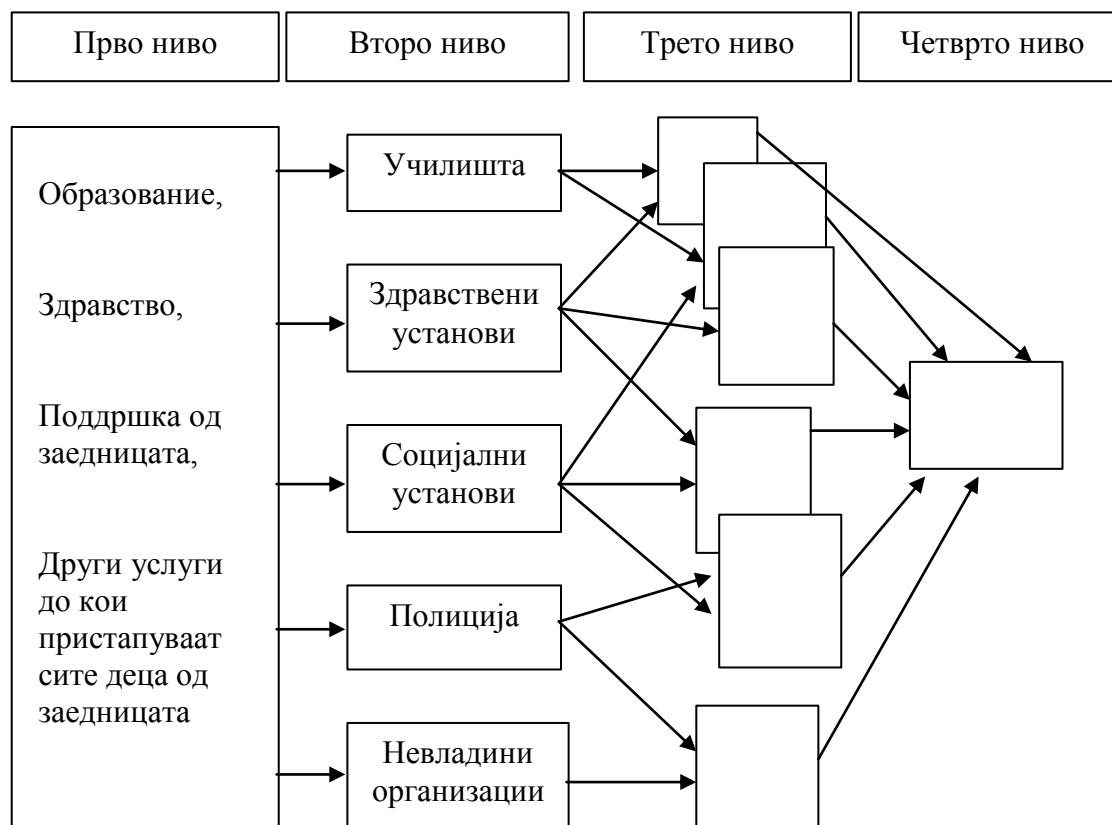 Прво ниво
Второ ниво
Трето ниво
Четврто ниво
Образование,
Здравство,
Поддршка од
заедницата,
Други услуги
до кои
пристапуваат
сите деца од
заедницата
Училишта
Здравствени
установи
Социјални
установи
Полиција
Невладини
организации